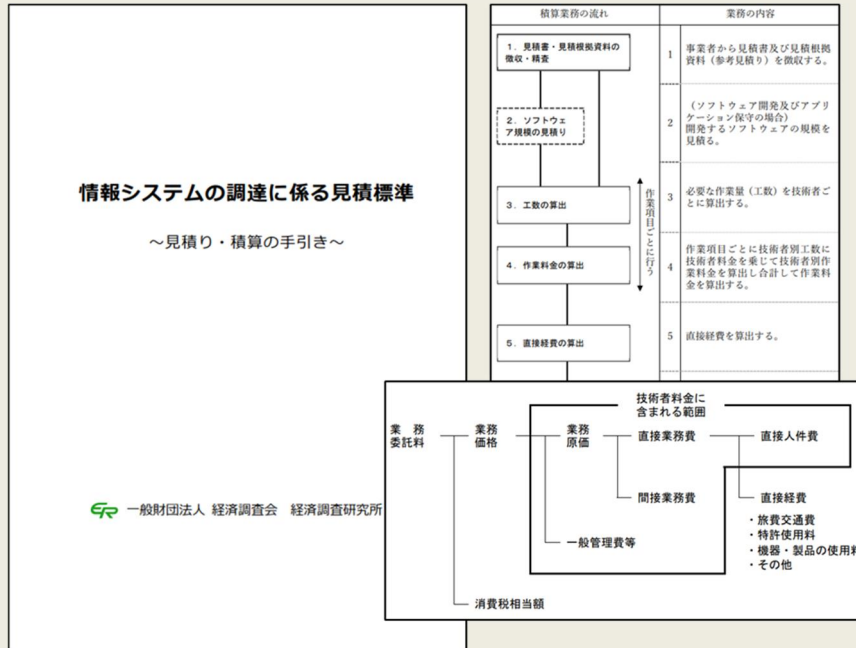 情報システムの調達に係る見積標準
～見積り・積算の手引き～
一般財団法人 経済調査会 経済調査研究所
積算業務の流れ
業務の内容
1．見積書・見積根拠資料の
徴収・精査
1
事業者から見積書及び見積根拠
資料（参考見積り）を徴収する。
2．ソフトウェ
ア規模の見積り
2
（ソフトウェア開発及びアプリ
ケーション保守の場合）
開発するソフトウェアの規模を
見積る。
3．工数の算出
3
必要な作業量（工数）を技術者ご
とに算出する。
作業項目ごとに行う
4．作業料金の算出
4
作業項目ごとに技術者別工数に
技術者料金を乗じて技術者別作
業料金を算出し合計して作業料
金を算出する。
5．直接経費の算出
5
直接経費を算出する。
技術者料金に
含まれる範囲
業　務
委託料
業務
価格
業務
原価
直接業務費
直接人件費
間接業務費
直接経費
・旅費交通費
・特許使用料
・機器・製品の使用料
・その他
一般管理費等
消費税相当額